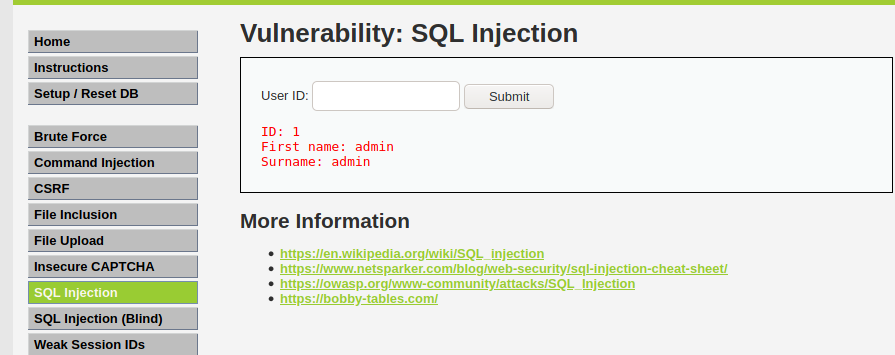 Home
Instructions
Setup / Reset DB
Brute Force
Command Injection
CSRF
File Inclusion
File Upload
Insecure CAPTCHA
SQL Injection
SQL Injection (Blind)
Weak Session IDs
Vulnerability: SQL Injection
User ID: Submit
ID: 1
First name: admin
Surname: admin
More Information
https://en.wikipedia.org/wiki/SQL_injection
https://www.netsparker.com/blog/web-security/sql-injection-cheat-sheet/
https://owasp.org/www-community/attacks/SQL_Injection
https://bobby-tables.com/